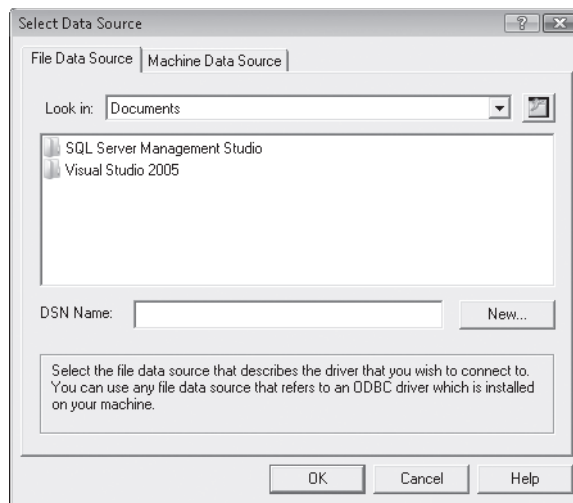 Select Data Source
File Data Source
Machine Data Source
Look in:
Documents
SQL Server Management Studio
Visual Studio 2005
DSN Name:
New...
Select the file data source that describes the driver that you wish to connect to.
You can use any file data source that refers to an ODBC driver which is installed
on your machine.
OK
Cancel
Help